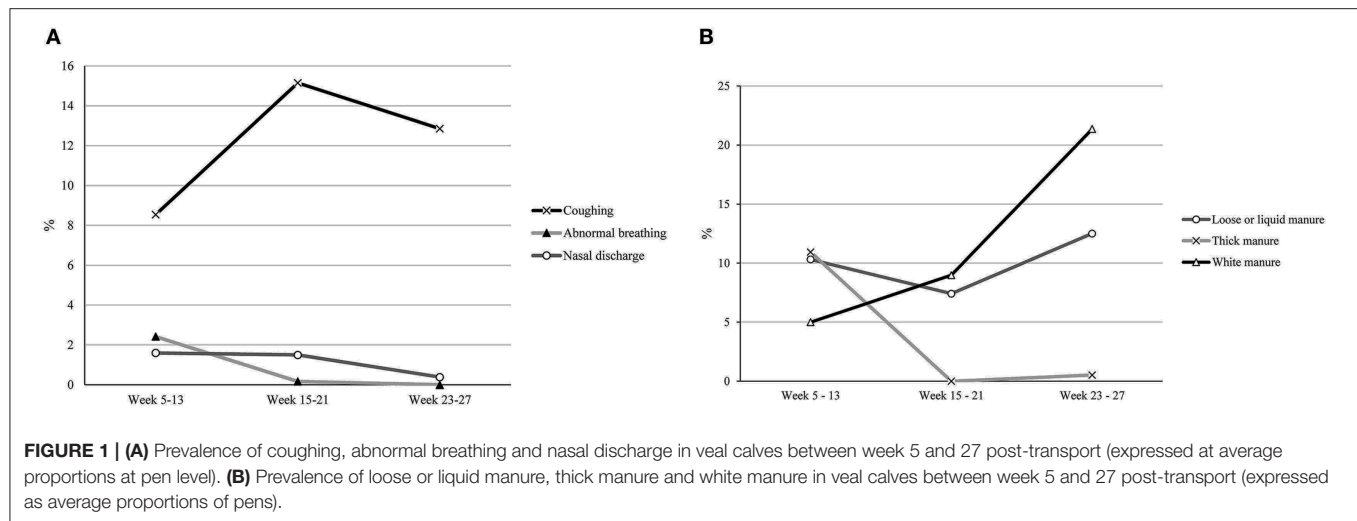 A
16
14
12
10
8
6
4
2
0
%
Week 5-13
Week 15-21
Week 23-27
Coughing
Abnormal breathing
Nasal discharge
B
25
20
15
10
5
0
%
Week 5 - 13
Week 15 - 21
Week 23 - 27
Loose or liquid manure
Thick manure
White manure
FIGURE 1 | (A) Prevalence of coughing, abnormal breathing and nasal discharge in veal calves between week 5 and 27 post-transport (expressed at average
proportions at pen level). (B) Prevalence of loose or liquid manure, thick manure and white manure in veal calves between week 5 and 27 post-transport (expressed
as average proportions of pens).